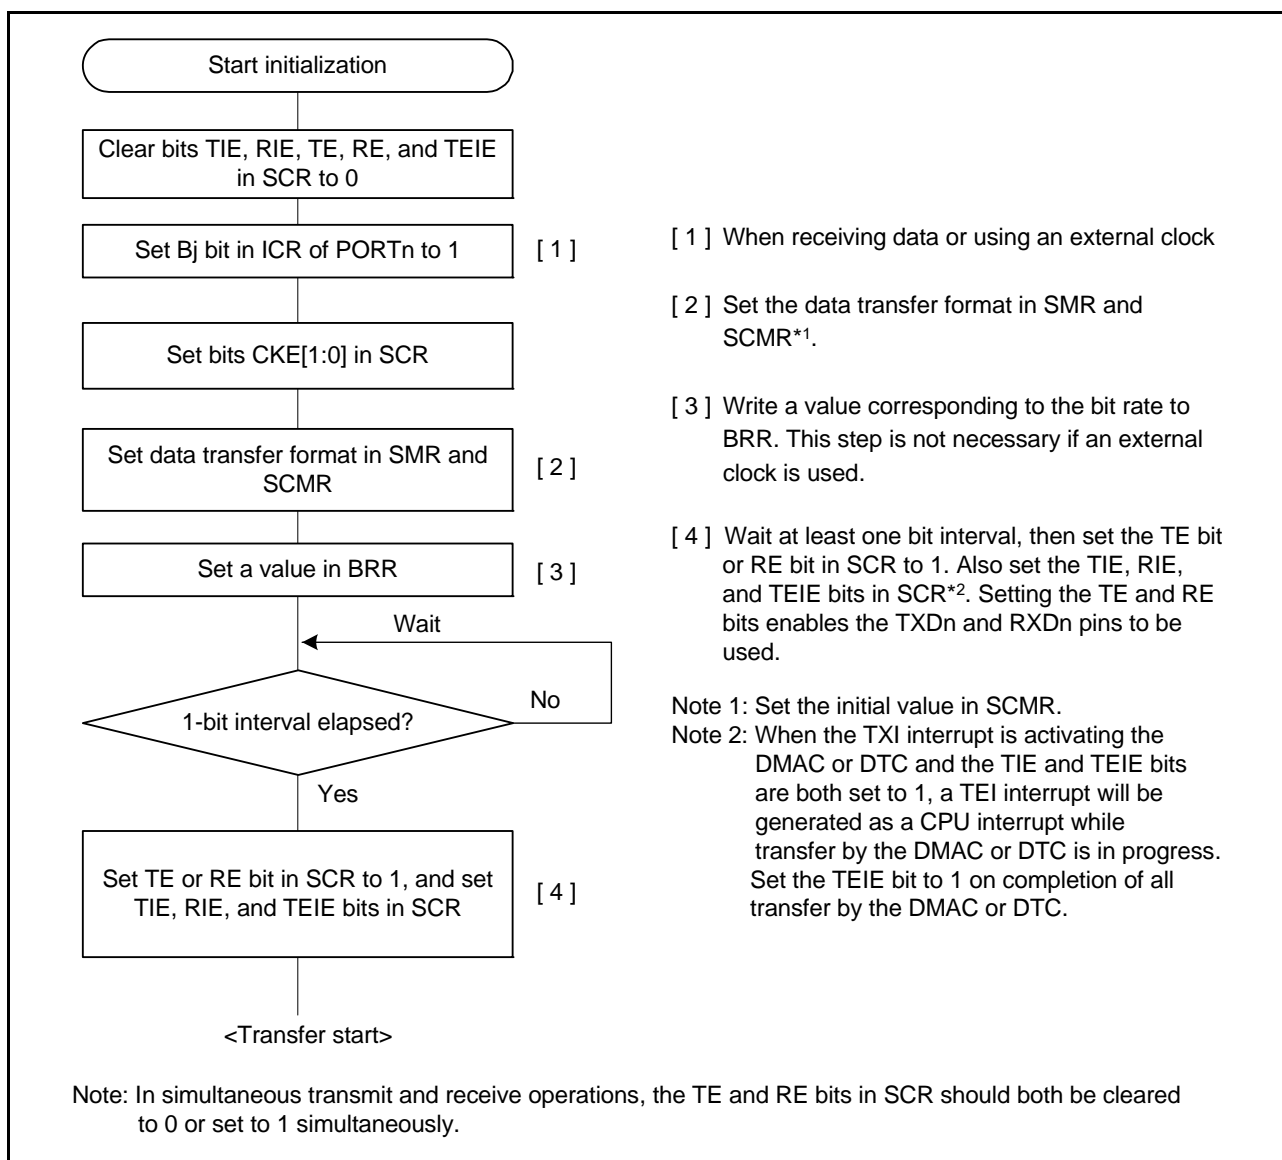 Start initialization
Clear bits TIE, RIE, TE, RE, and TEIE
in SCR to 0
Set Bj bit in ICR of PORTn to 1
[ 1 ]
Set bits CKE[1:0] in SCR
Set data transfer format in SMR and
SCMR
[ 2 ]
Set a value in BRR
[ 3 ]
Wait
1-bit interval elapsed?
No
Yes
Set TE or RE bit in SCR to 1, and set
TIE, RIE, and TEIE bits in SCR
[ 4 ]
<Transfer start>
[ 1 ] When receiving data or using an external clock
[ 2 ] Set the data transfer format in SMR and
SCMR*1.
[ 3 ] Write a value corresponding to the bit rate to
BRR. This step is not necessary if an external
clock is used.
[ 4 ] Wait at least one bit interval, then set the TE bit
or RE bit in SCR to 1. Also set the TIE, RIE,
and TEIE bits in SCR*2. Setting the TE and RE
bits enables the TXDn and RXDn pins to be
used.
Note 1: Set the initial value in SCMR.
Note 2: When the TXI interrupt is activating the
DMAC or DTC and the TIE and TEIE bits
are both set to 1, a TEI interrupt will be
generated as a CPU interrupt while
transfer by the DMAC or DTC is in progress.
Set the TEIE bit to 1 on completion of all
transfer by the DMAC or DTC.
Note: In simultaneous transmit and receive operations, the TE and RE bits in SCR should both be cleared
to 0 or set to 1 simultaneously.